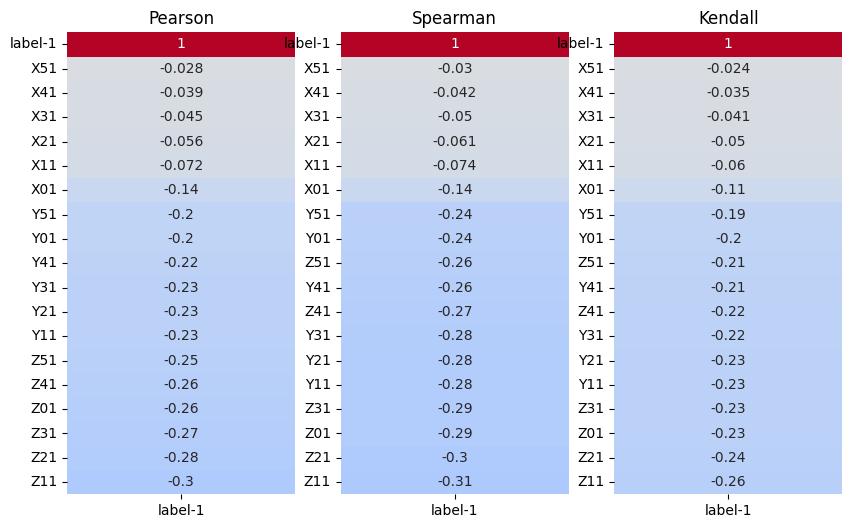 Pearson Spearman Kendall
label-1 1 label-1 1 label-1 1
X51 -0.028 X51 -0.03 X51 -0.024
X41 -0.039 X41 -0.042 X41 -0.035
X31 -0.045 X31 -0.05 X31 -0.041
X21 -0.056 X21 -0.061 X21 -0.05
X11 -0.072 X11 -0.074 X11 -0.06
X01 -0.14 X01 -0.14 X01 -0.11
Y51 -0.2 Y51 -0.24 Y51 -0.19
Y01 -0.2 Y01 -0.24 Y01 -0.2
Y41 -0.22 Z51 -0.26 Z51 -0.21
Y31 -0.23 Y41 -0.26 Y41 -0.21
Y21 -0.23 Z41 -0.27 Z41 -0.22
Y11 -0.23 Y31 -0.28 Y31 -0.22
Z51 -0.25 Y21 -0.28 Y21 -0.23
Z41 -0.26 Y11 -0.28 Y11 -0.23
Z01 -0.26 Z31 -0.29 Z31 -0.23
Z31 -0.27 Z01 -0.29 Z01 -0.23
Z21 -0.28 Z21 -0.3 Z21 -0.24
Z11 -0.3 Z11 -0.31 Z11 -0.26
label-1 label-1 label-1